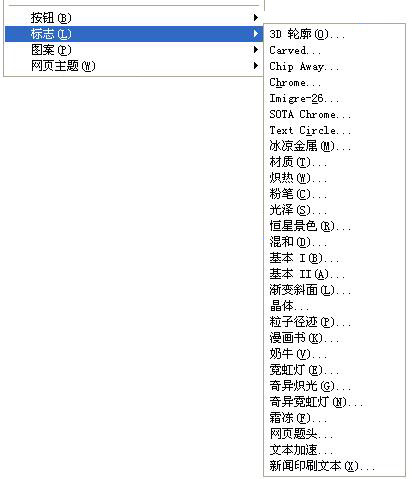 按钮(B)
标志(L)
图案(P)
网页主题(W)
3D 轮廓(O)...
Carved...
Chip Away...
Chrome...
Imigre-26...
SOTA Chrome...
Text Circle...
冰凉金属(M)...
材质(T)...
炽热(W)...
粉笔(C)...
光泽(S)...
恒星景色(R)...
混和(D)...
基本 I(B)...
基本 II(A)...
渐变斜面(L)...
晶体...
粒子径迹(P)...
漫画书(K)...
奶牛(V)...
霓虹灯(E)...
奇异炽光(G)...
奇异霓虹灯(N)...
霜冻(F)...
网页题头...
文本加速...
新闻印刷文本(X)...